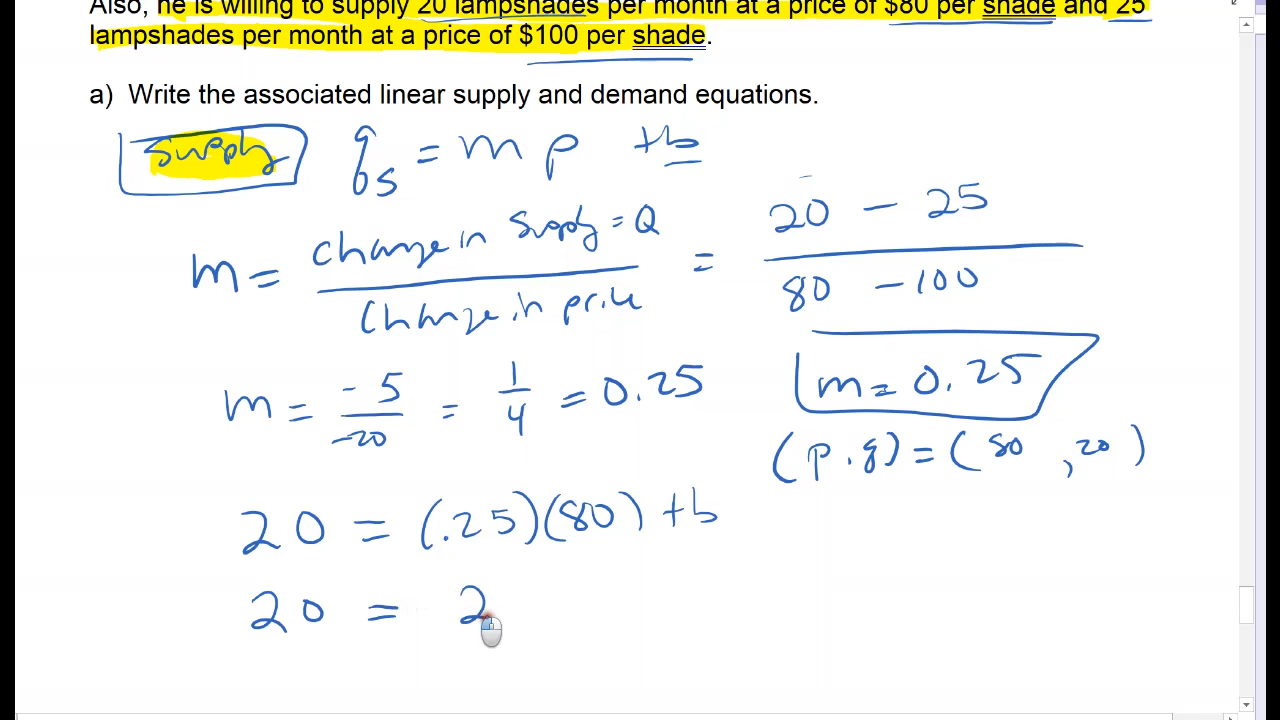 Also, he is willing to supply 20 lampshades per month at a price of $80 per shade and 25
lampshades per month at a price of $100 per shade.
a) Write the associated linear supply and demand equations.
Supply qs = m p + b
m = change in supply = Q / change in price = 20 - 25 / 80 - 100
m = -5 / -20 = 1 / 4 = 0.25
m = 0.25
(p . q) = (80 , 20)
20 = (.25)(80) + b
20 = 2